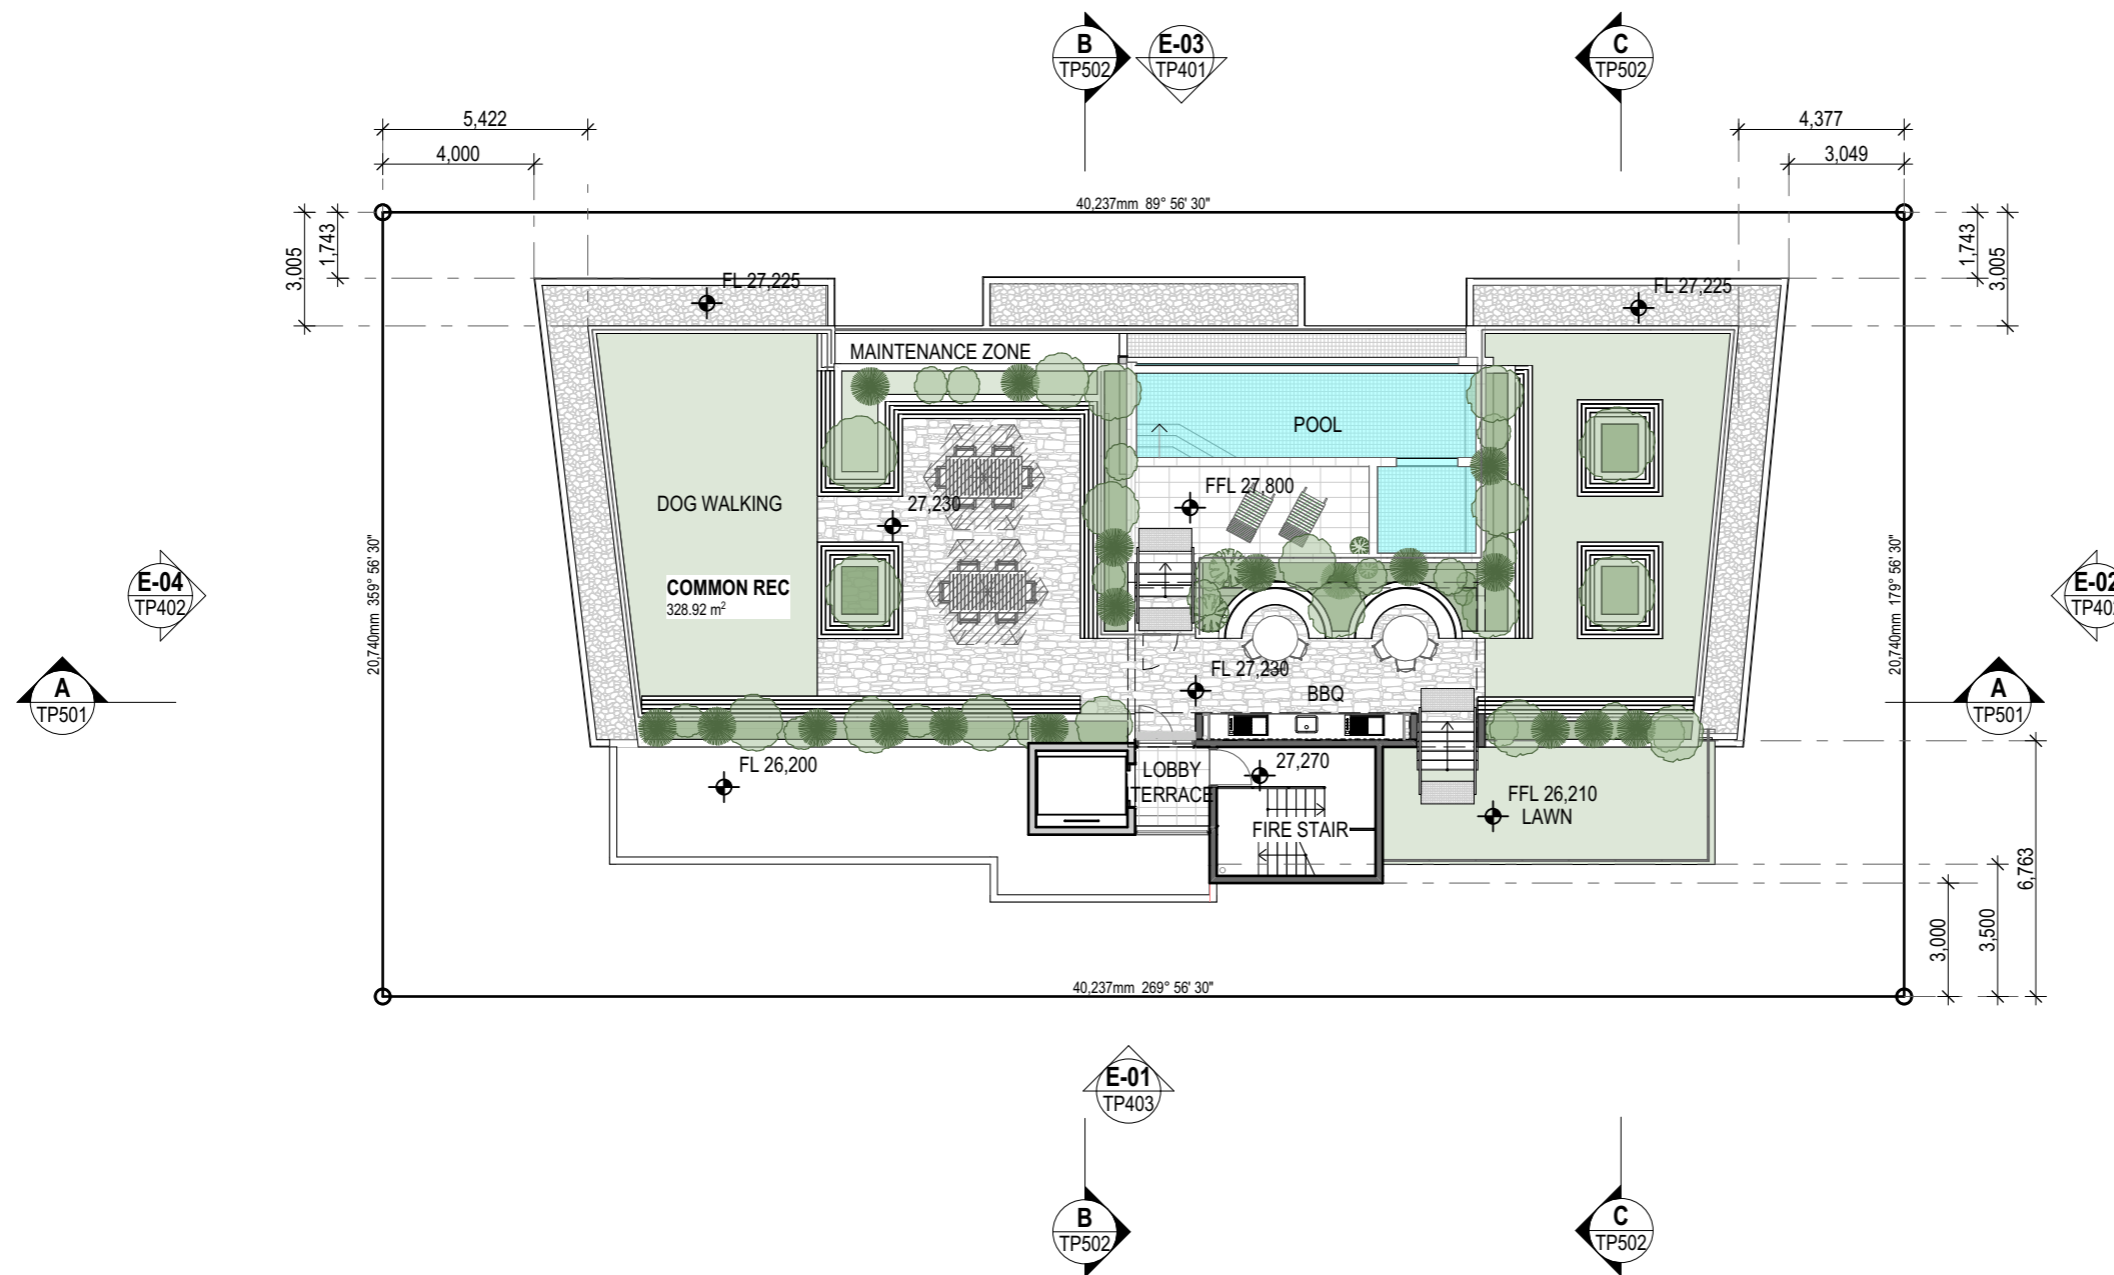 B
TP502
E-03
TP401
C
TP502
5,422
4,000
4,377
3,049
40,237mm 89° 56' 30"
3,005
1,743
1,743
3,005
FL 27,225
FL 27,225
MAINTENANCE ZONE
POOL
DOG WALKING
27,230
FFL 27,800
20,740mm 359° 56' 30"
20,740mm 179° 56' 30"
E-04
TP402
COMMON REC
328.92 m²
E-02
A
TP501
FL 27,230
BBQ
A
TP501
FL 26,200
LOBBY
TERRACE
27,270
FFL 26,210
LAWN
FIRE STAIR
6,763
3,500
3,000
40,237mm 269° 56' 30"
E-01
TP403
B
TP502
C
TP502